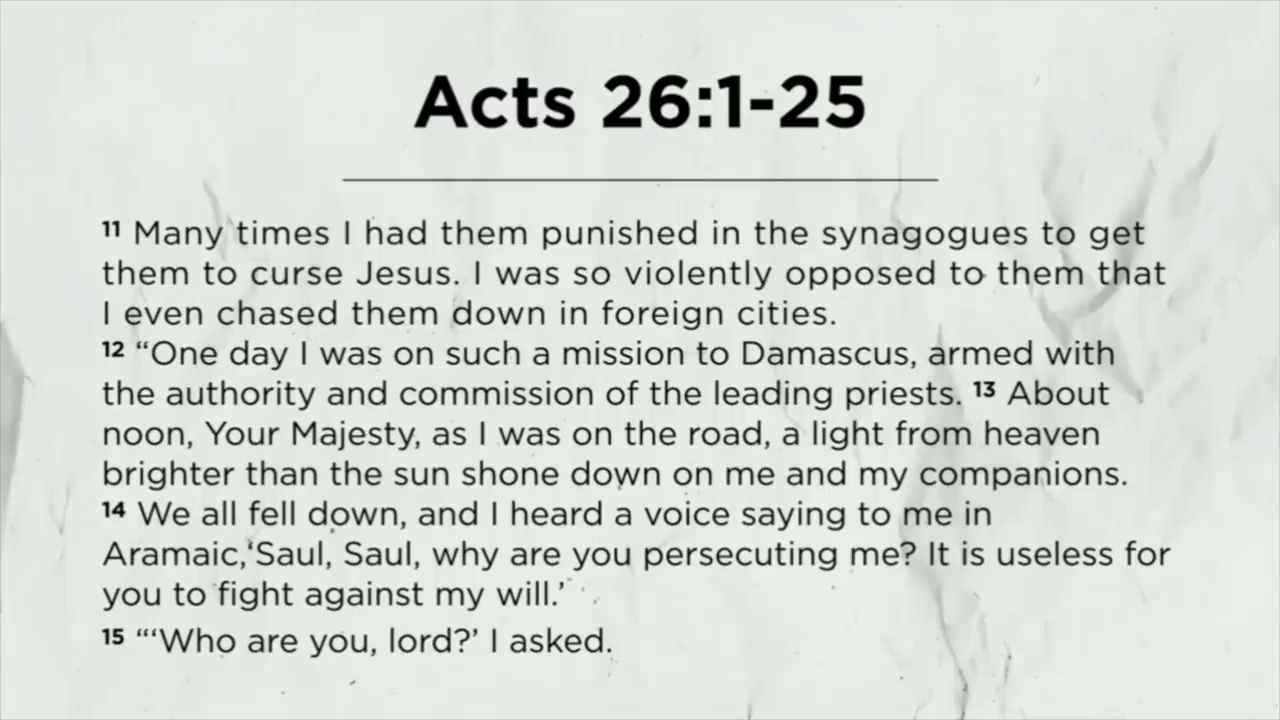 Acts 26:1-25
11 Many times I had them punished in the synagogues to get
them to curse Jesus. I was so violently opposed to them that
I even chased them down in foreign cities.
12 “One day I was on such a mission to Damascus, armed with
the authority and commission of the leading priests. 13 About
noon, Your Majesty, as I was on the road, a light from heaven
brighter than the sun shone down on me and my companions.
14 We all fell down, and I heard a voice saying to me in
Aramaic,‘Saul, Saul, why are you persecuting me? It is useless for
you to fight against my will.’
15 “‘Who are you, lord?’ I asked.